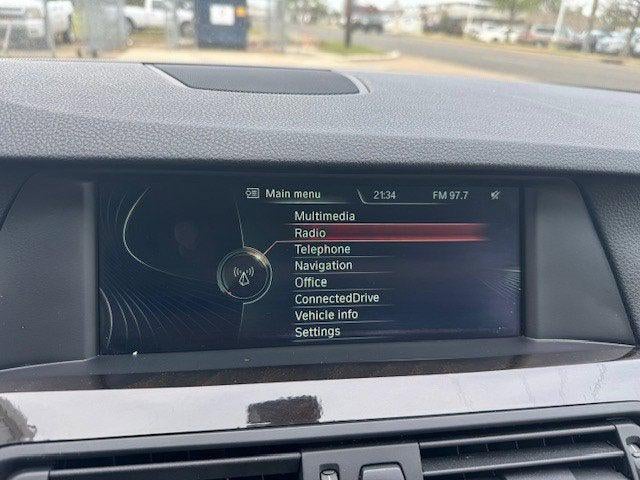 Main menu 21:34 FM 97.7
Multimedia
Radio
Telephone
Navigation
Office
ConnectedDrive
Vehicle info
Settings